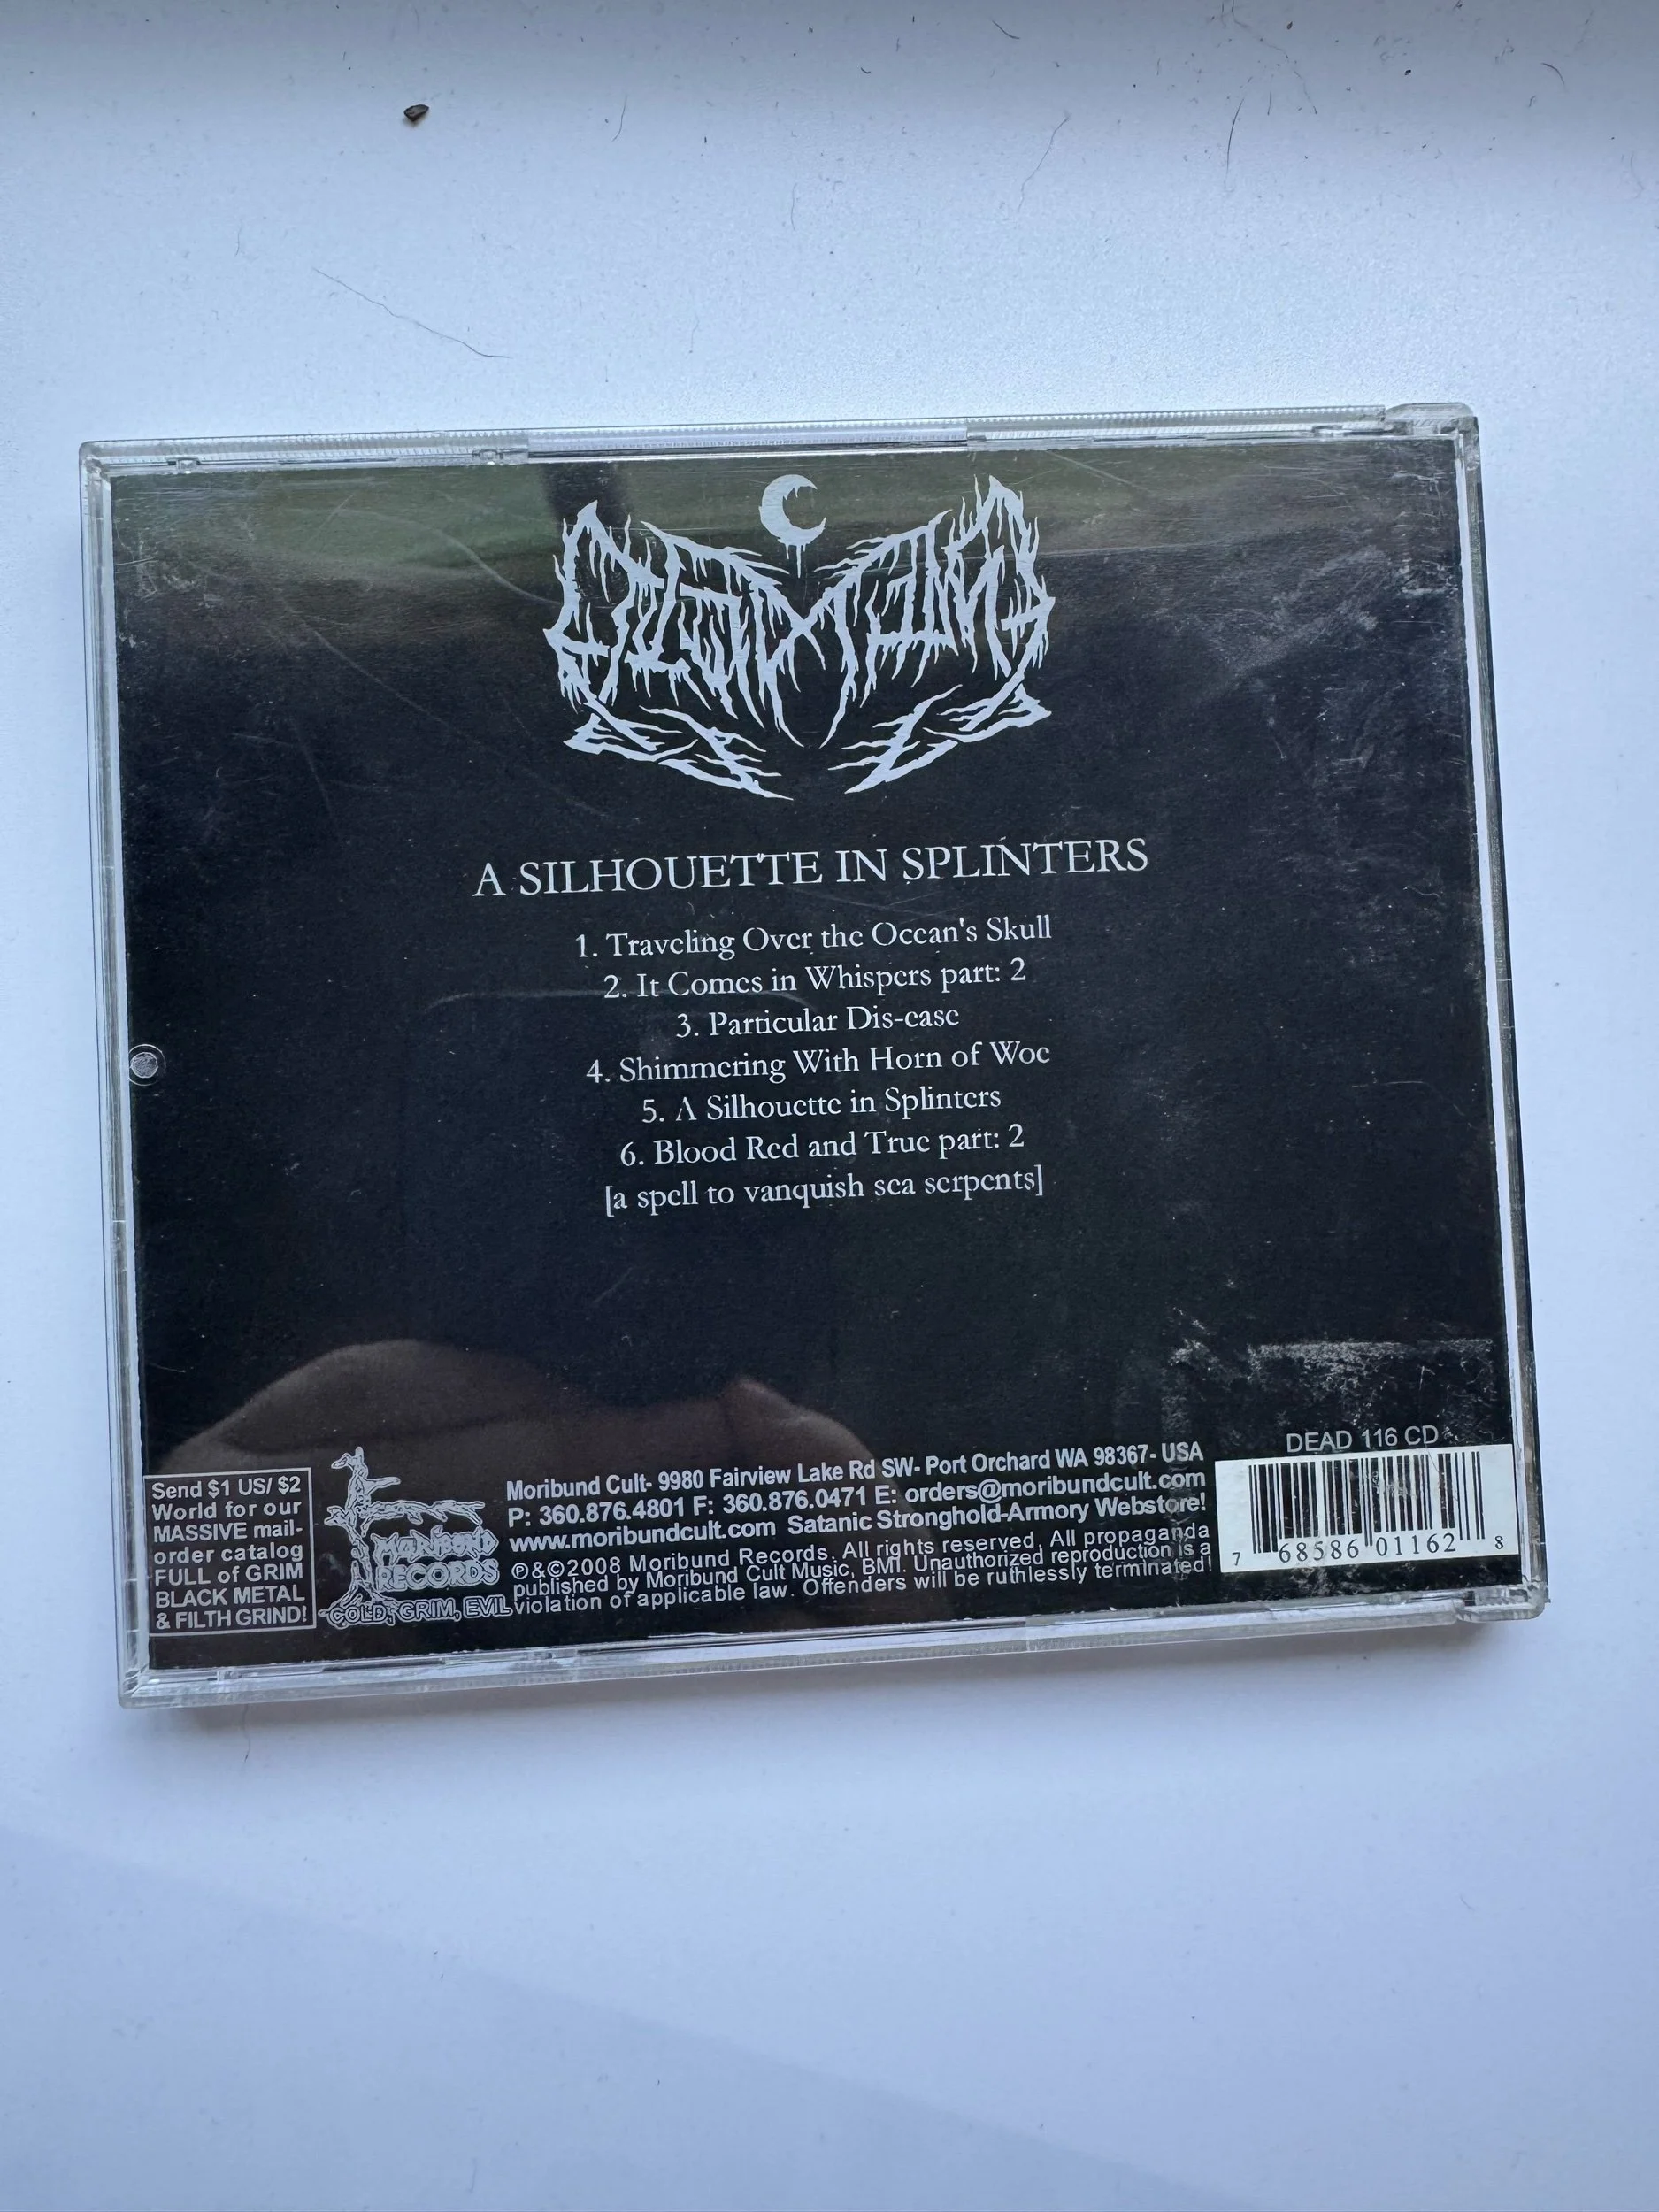 A SILHOUETTE IN SPLINTERS
1. Traveling Over the Ocean's Skull
2. It Comes in Whispers part: 2
3. Particular Dis-ease
4. Shimmering With Horn of Woe
5. A Silhouette in Splinters
6. Blood Red and True part: 2
[a spell to vanquish sea serpents]
Send $1 US/ $2
World for our
MASSIVE mail-
order catalog
FULL of GRIM
BLACK METAL
& FILTH GRIND!
MORIBUND
RECORDS
COLD, GRIM, EVIL
Moribund Cult- 9980 Fairview Lake Rd SW- Port Orchard WA 98367- USA
P: 360.876.4801 F: 360.876.0471 E: orders@moribundcult.com
www.moribundcult.com Satanic Stronghold-Armory Webstore!
℗&©2008 Moribund Records. All rights reserved. All propaganda
published by Moribund Cult Music, BMI. Unauthorized reproduction is a
violation of applicable law. Offenders will be ruthlessly terminated!
DEAD 116 CD
7 68586 01162 8